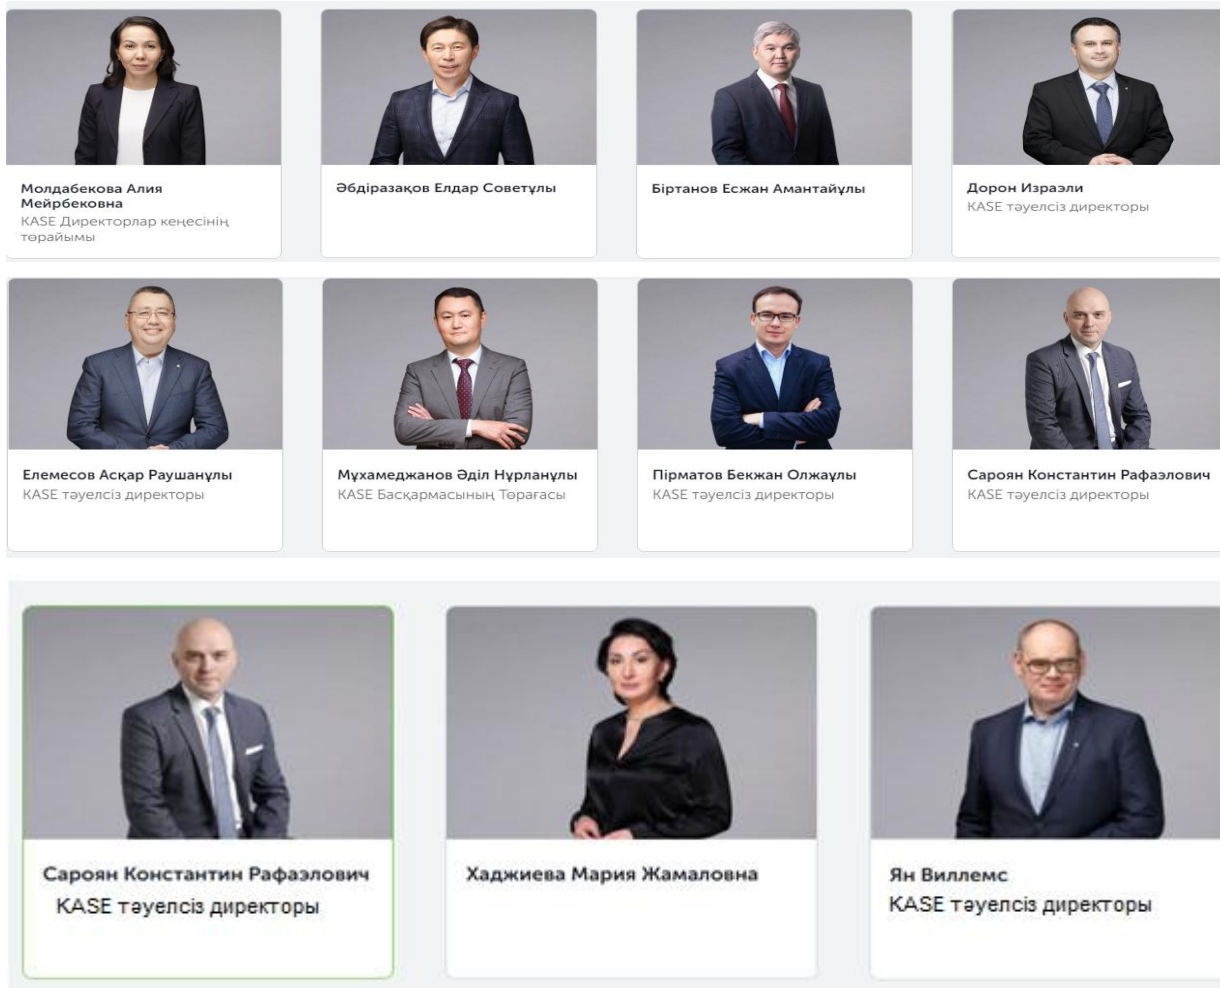 Молдабекова Алия
Мейрбековна
KASE Директорлар кеңесінің
төрайымы
Әбдіразақов Елдар Советұлы
Біртанов Есжан Амантайұлы
Дорон Израэли
KASE тәуелсіз директоры
Елемесов Асқар Раушанұлы
KASE тәуелсіз директоры
Мұхамеджанов Әділ Нұрланұлы
KASE Басқармасының Төрағасы
Пірматов Бекжан Олжаұлы
KASE тәуелсіз директоры
Сароян Константин Рафаэлович
KASE тәуелсіз директоры
Сароян Константин Рафаэлович
KASE тәуелсіз директоры
Хаджиева Мария Жамаловна
Ян Виллемс
KASE тәуелсіз директоры